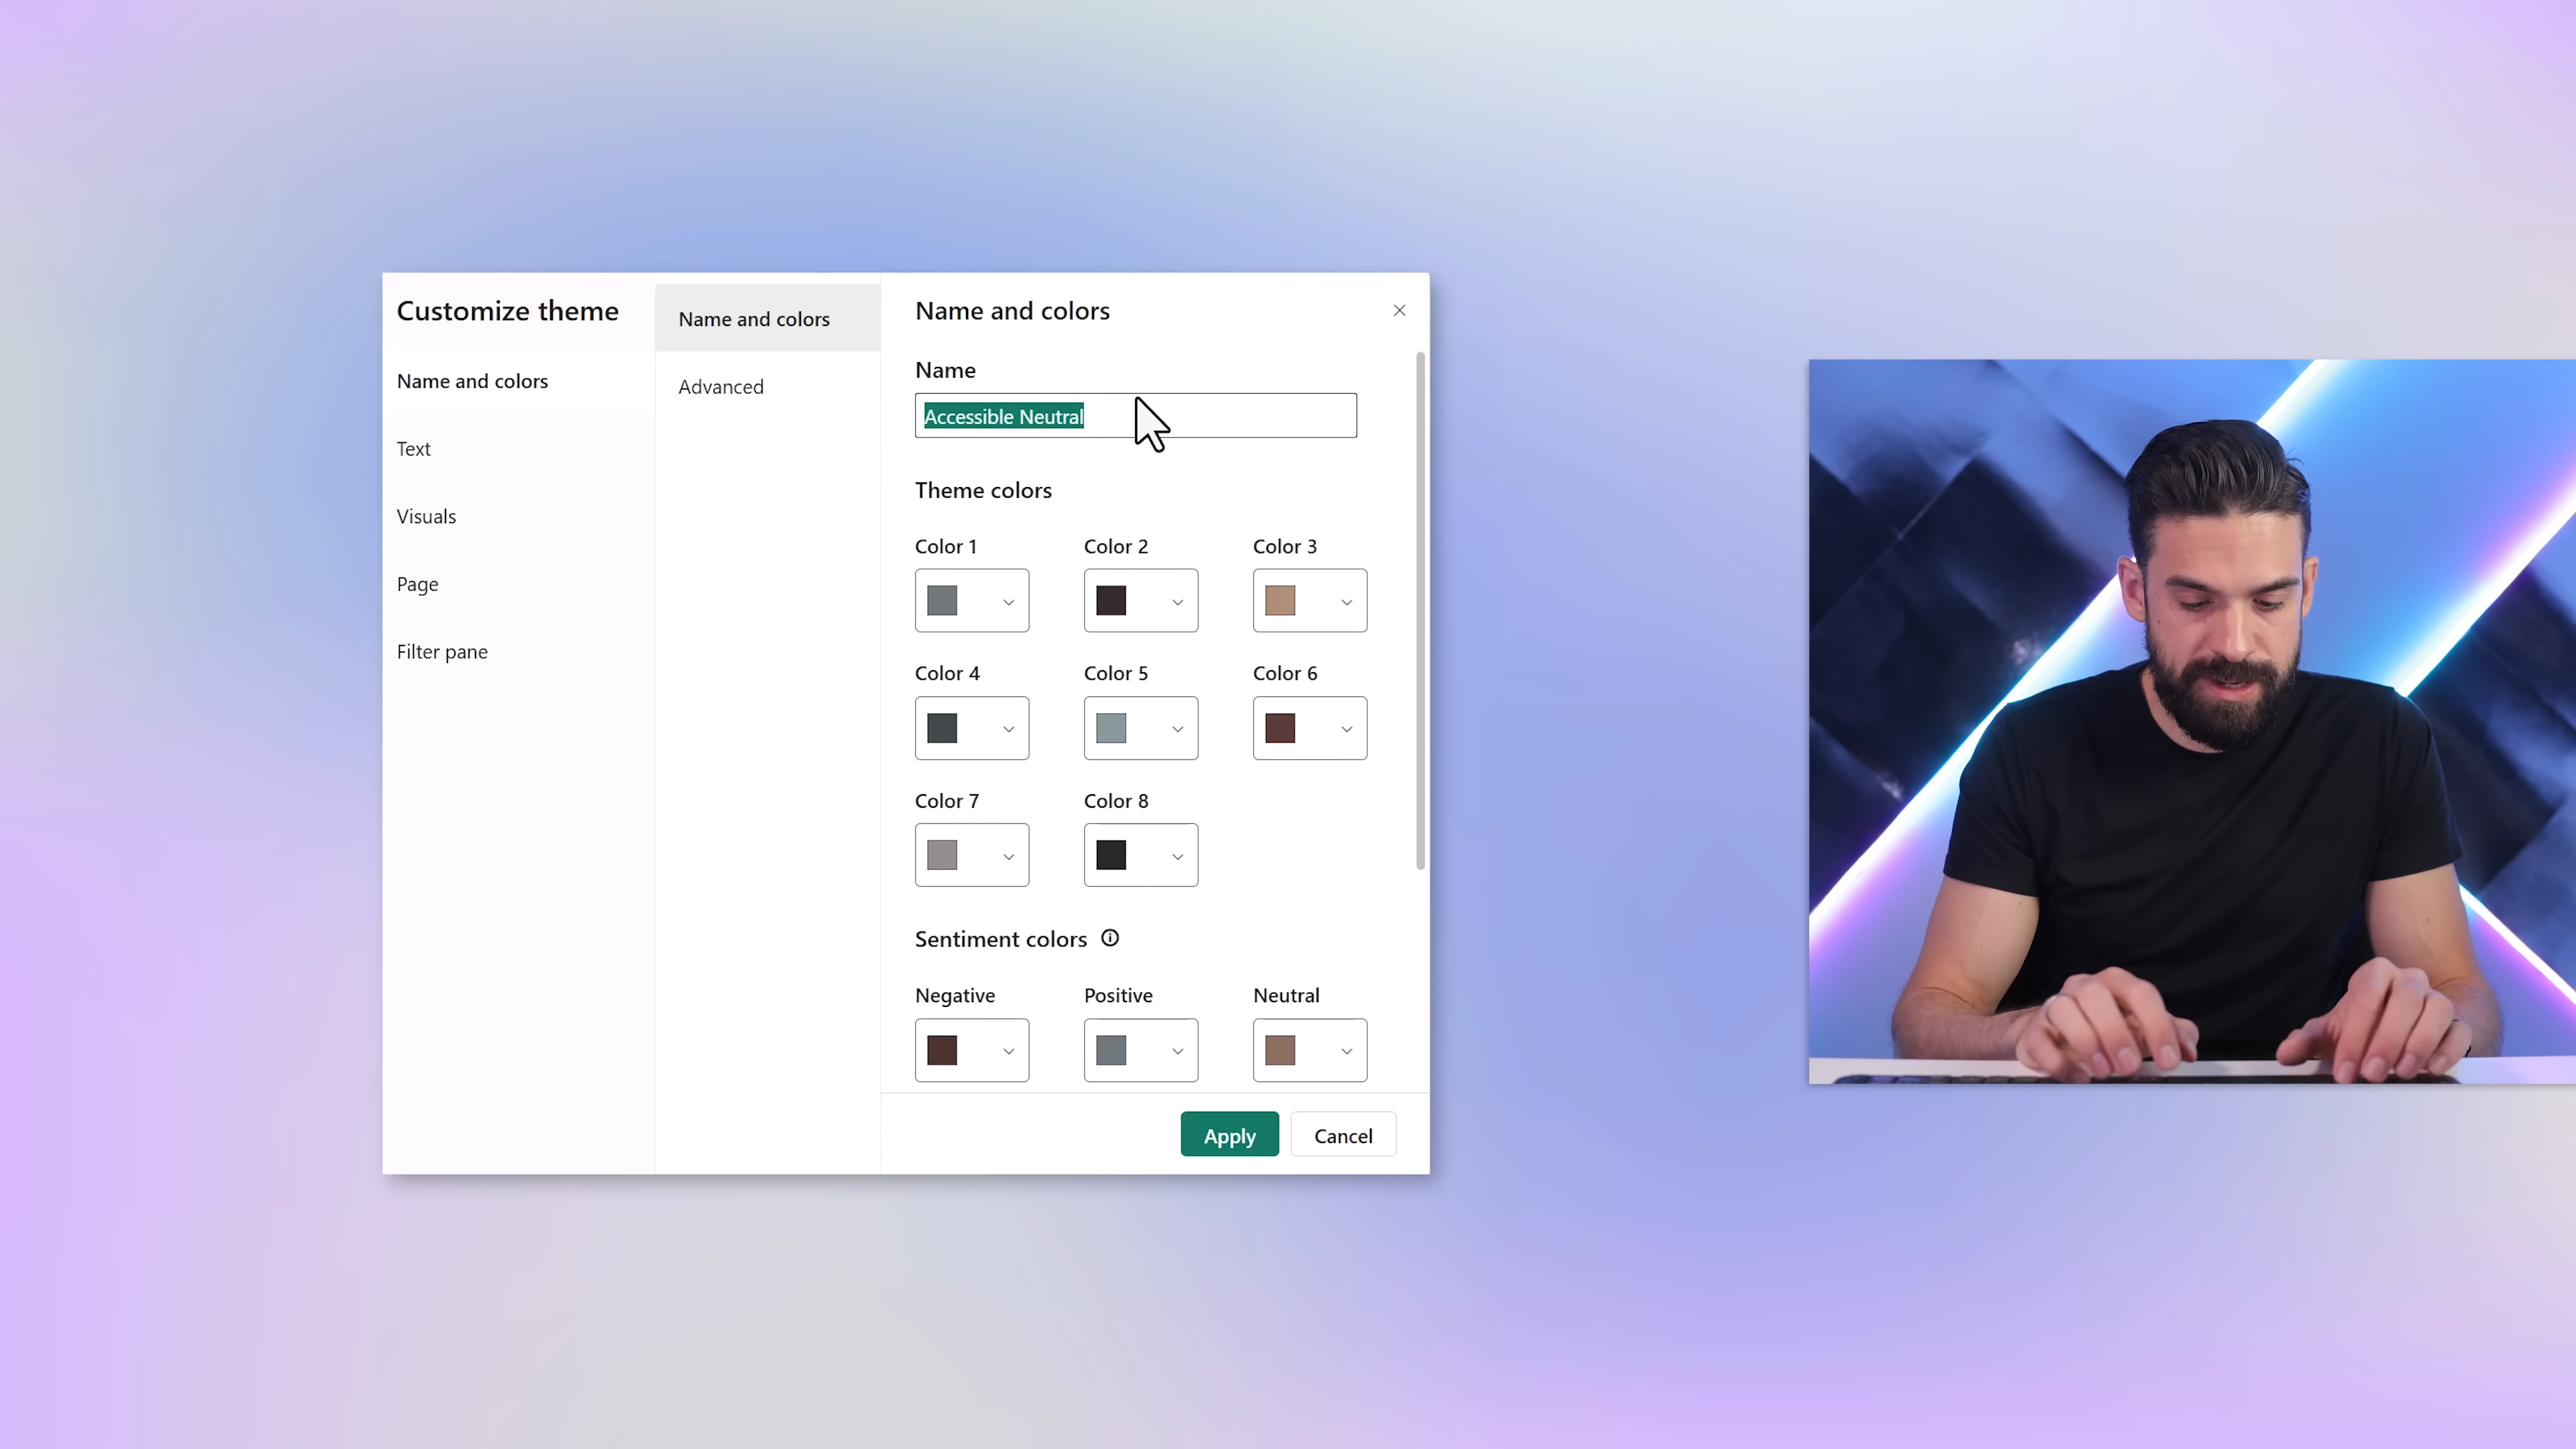 Customize theme
Name and colors
Text
Visuals
Page
Filter pane
Name and colors
Advanced
Name and colors
Name
Accessible Neutral
Theme colors
Color 1
Color 2
Color 3
Color 4
Color 5
Color 6
Color 7
Color 8
Sentiment colors
Negative
Positive
Neutral
Apply
Cancel